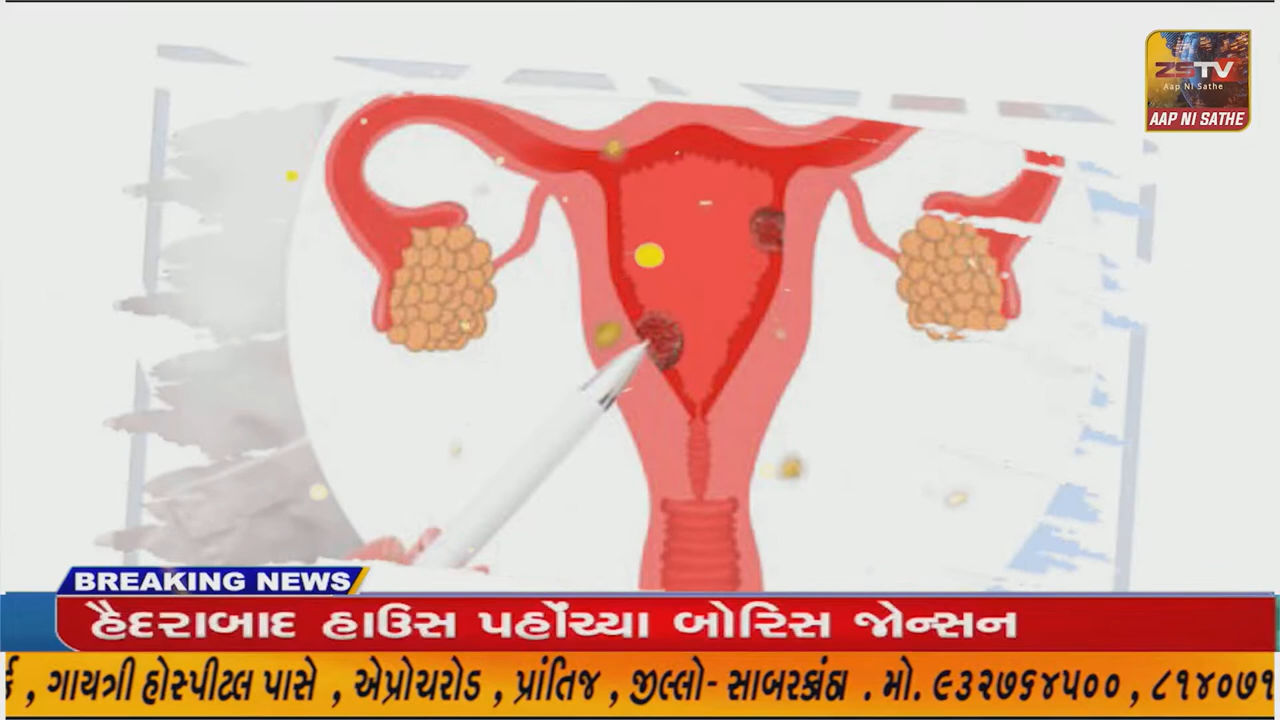 ZSTV
Aap Ni Sathe
AAP NI SATHE
BREAKING NEWS
હૈદરાબાદ હાઉસ પહોંચ્યા બોરિસ જોન્સન
, ગાયત્રી હોસ્પીટલ પાસે , એપ્રોચરોડ , પ્રાંતિજ , જીલ્લો- સાબરકાંઠા . મો. ૯૩૨૭૬૪૫૦૦ , ૮૧૪૦૭૧